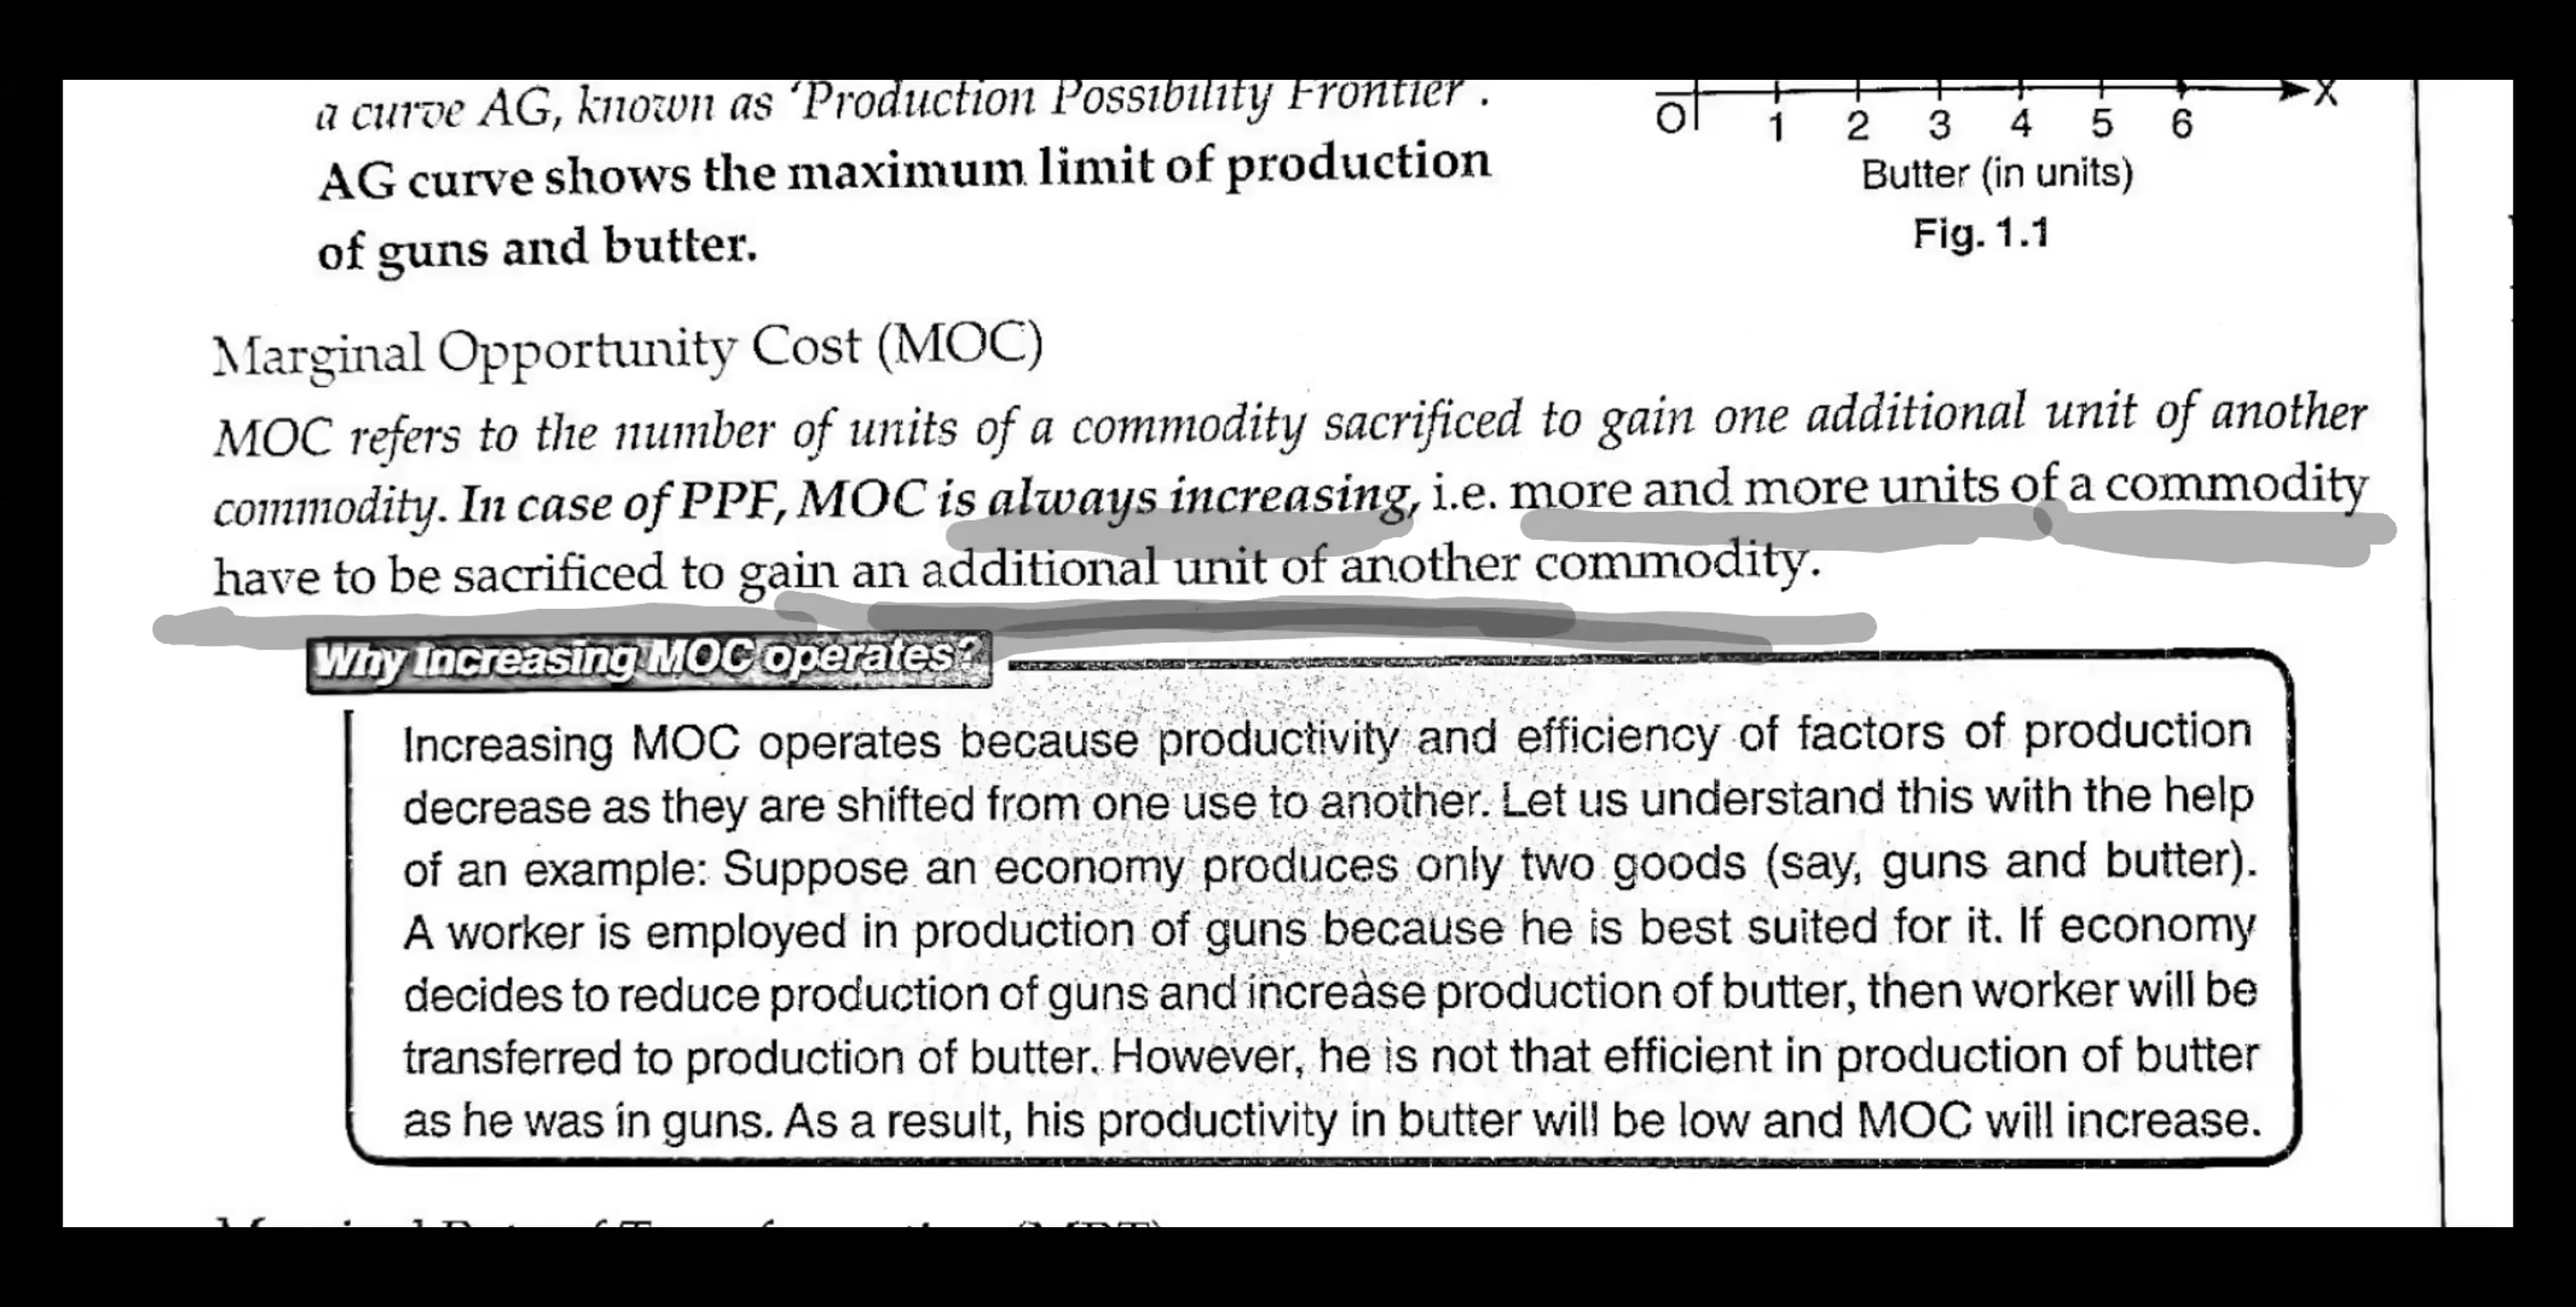 a curve AG, known as 'Production Possibility Frontier'.
AG curve shows the maximum limit of production
of guns and butter.
O 1 2 3 4 5 6 X
Butter (in units)
Fig. 1.1
Marginal Opportunity Cost (MOC)
MOC refers to the number of units of a commodity sacrificed to gain one additional unit of another
commodity. In case of PPF, MOC is always increasing, i.e. more and more units of a commodity
have to be sacrificed to gain an additional unit of another commodity.
Why Increasing MOC operates?
Increasing MOC operates because productivity and efficiency of factors of production
decrease as they are shifted from one use to another. Let us understand this with the help
of an example: Suppose an economy produces only two goods (say, guns and butter).
A worker is employed in production of guns because he is best suited for it. If economy
decides to reduce production of guns and increase production of butter, then worker will be
transferred to production of butter. However, he is not that efficient in production of butter
as he was in guns. As a result, his productivity in butter will be low and MOC will increase.